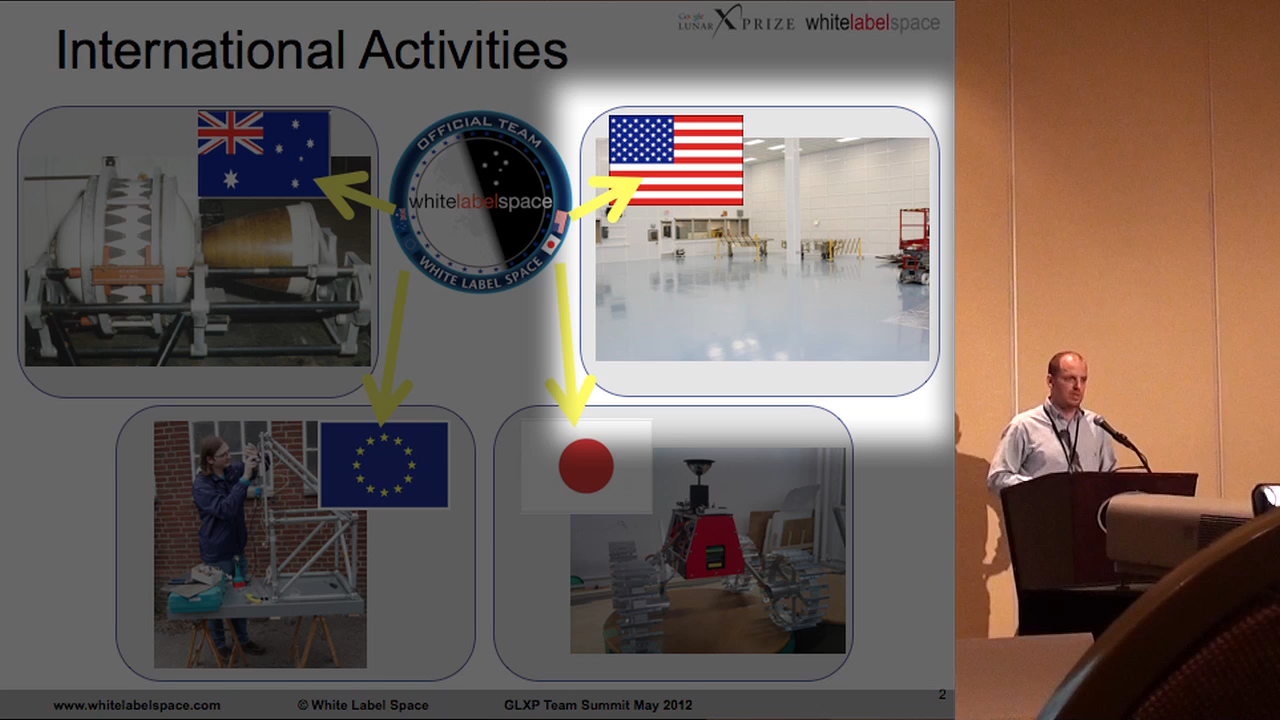 Google
LUNAR XPRIZE
whitelabelspace
International Activities
OFFICIAL TEAM
whitelabelspace
WHITE LABEL SPACE
www.whitelabelspace.com
© White Label Space
GLXP Team Summit May 2012
2